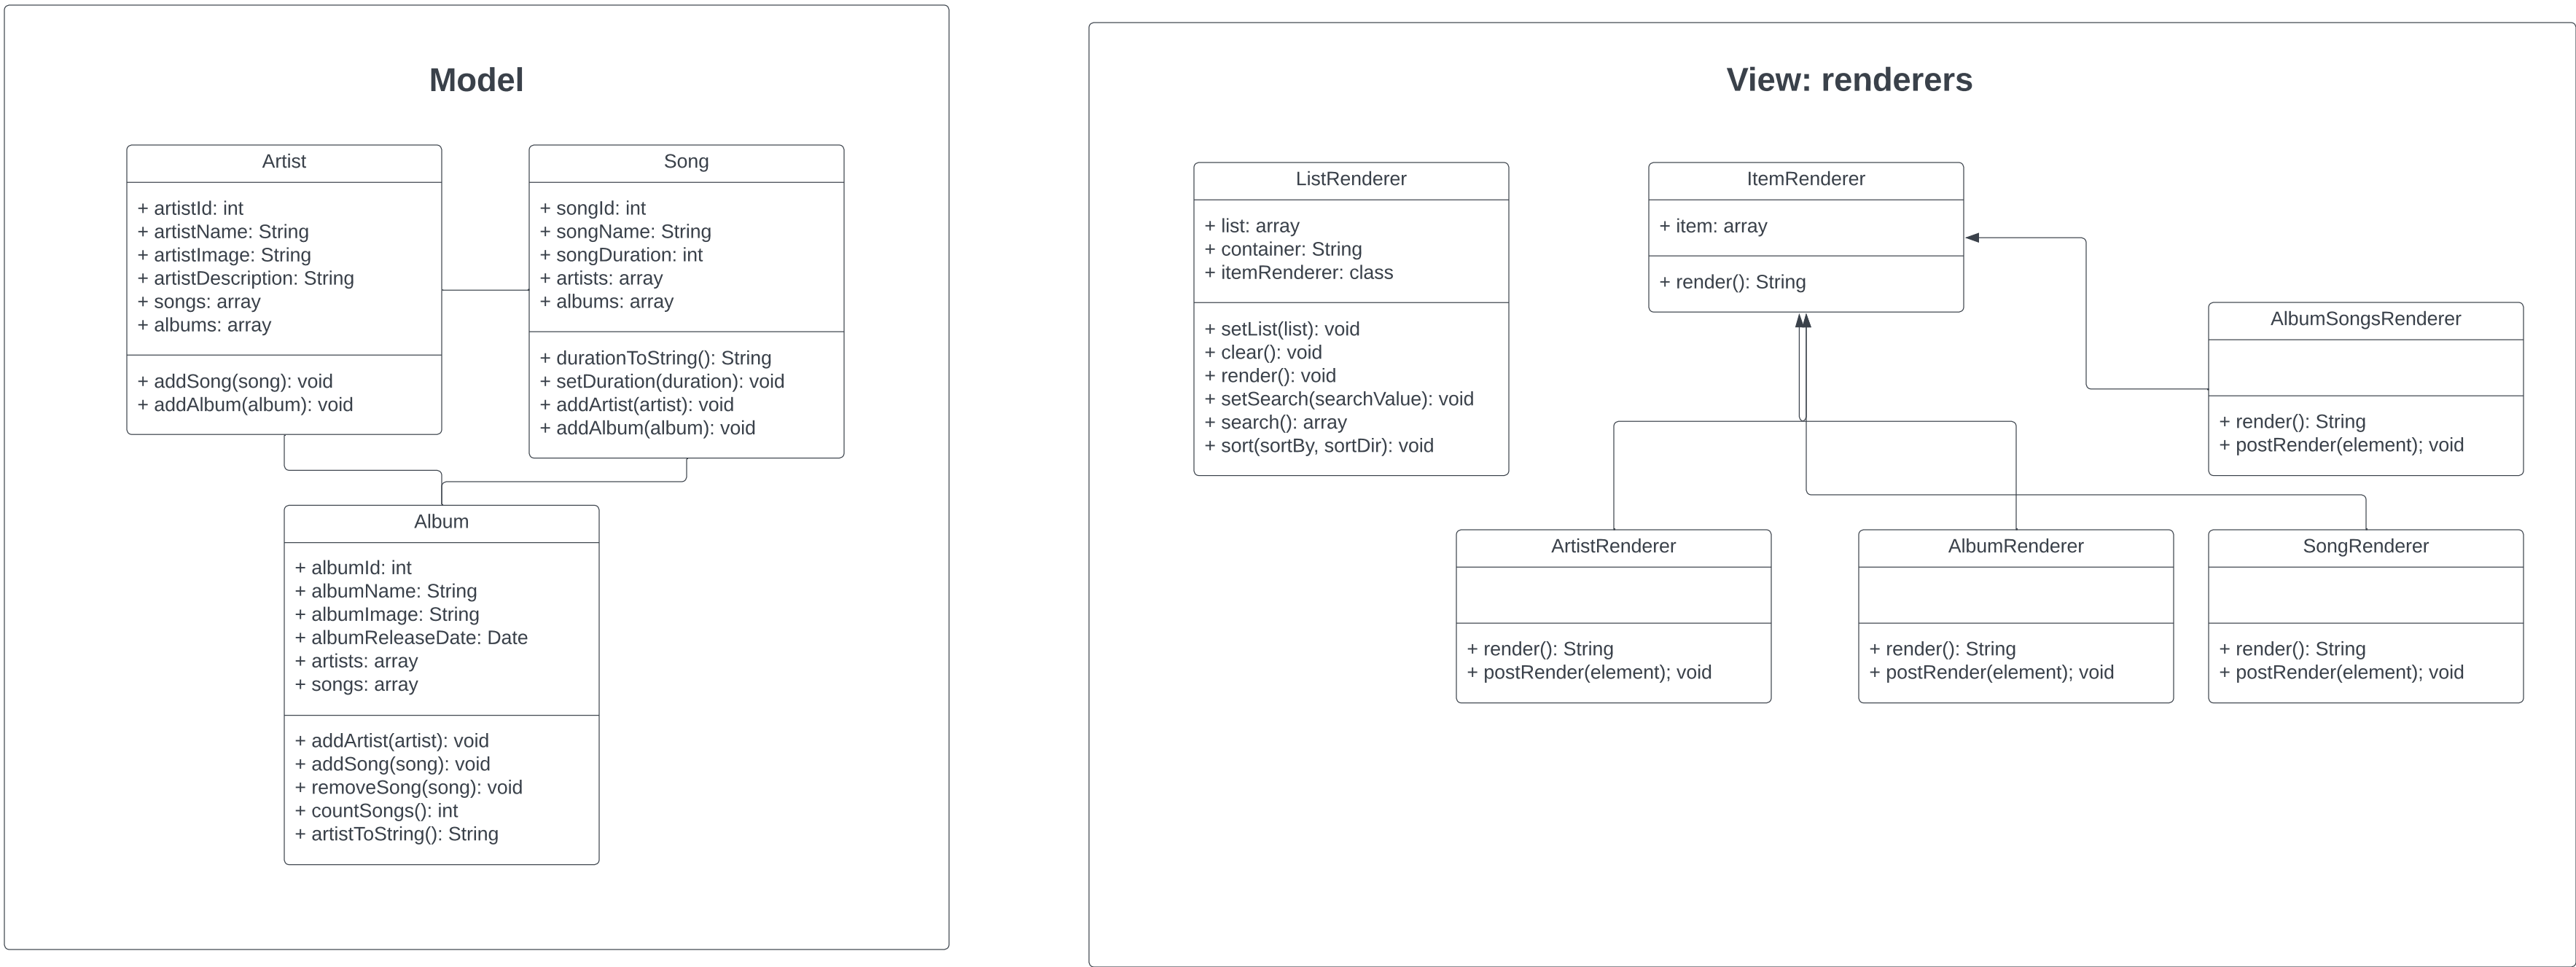 Model
Artist
+ artistId: int
+ artistName: String
+ artistImage: String
+ artistDescription: String
+ songs: array
+ albums: array
+ addSong(song): void
+ addAlbum(album): void
Song
+ songId: int
+ songName: String
+ songDuration: int
+ artists: array
+ albums: array
+ durationToString(): String
+ setDuration(duration): void
+ addArtist(artist): void
+ addAlbum(album): void
Album
+ albumId: int
+ albumName: String
+ albumImage: String
+ albumReleaseDate: Date
+ artists: array
+ songs: array
+ addArtist(artist): void
+ addSong(song): void
+ removeSong(song): void
+ countSongs(): int
+ artistToString(): String
View: renderers
ListRenderer
+ list: array
+ container: String
+ itemRenderer: class
+ setList(list): void
+ clear(): void
+ render(): void
+ setSearch(searchValue): void
+ search(): array
+ sort(sortBy, sortDir): void
ItemRenderer
+ item: array
+ render(): String
AlbumSongsRenderer
+ render(): String
+ postRender(element); void
ArtistRenderer
+ render(): String
+ postRender(element); void
AlbumRenderer
+ render(): String
+ postRender(element); void
SongRenderer
+ render(): String
+ postRender(element); void